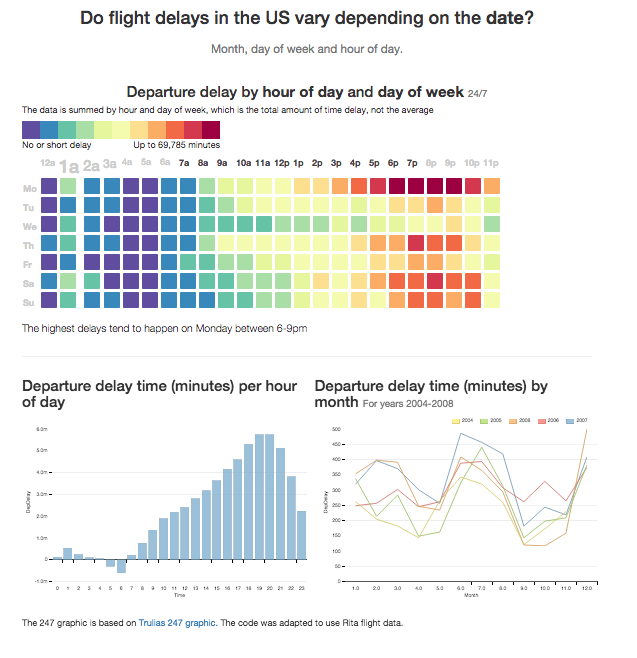 Do flight delays in the US vary depending on the date?
Month, day of week and hour of day.
Departure delay by hour of day and day of week 24/7
The data is summed by hour and day of week, which is the total amount of time delay, not the average
No or short delay Up to 69,785 minutes
12a 1a 2a 3a 4a 5a 6a 7a 8a 9a 10a 11a 12p 1p 2p 3p 4p 5p 6p 7p 8p 9p 10p 11p
Mo
Tu
We
Th
Fr
Sa
Su
The highest delays tend to happen on Monday between 6-9pm
Departure delay time (minutes) per hour
of day
6.0m
5.0m
4.0m
3.0m
2.0m
1.0m
0
-1.0m
DepDelay
0 1 2 3 4 5 6 7 8 9 10 11 12 13 14 15 16 17 18 19 20 21 22 23
Time
Departure delay time (minutes) by
month For years 2004-2008
2004 2005 2008 2006 2007
500
450
400
350
300
250
200
150
100
50
0
DepDelay
1.0 2.0 3.0 4.0 5.0 6.0 7.0 8.0 9.0 10.0 11.0 12.0
Month
The 247 graphic is based on Trulias 247 graphic. The code was adapted to use Rita flight data.